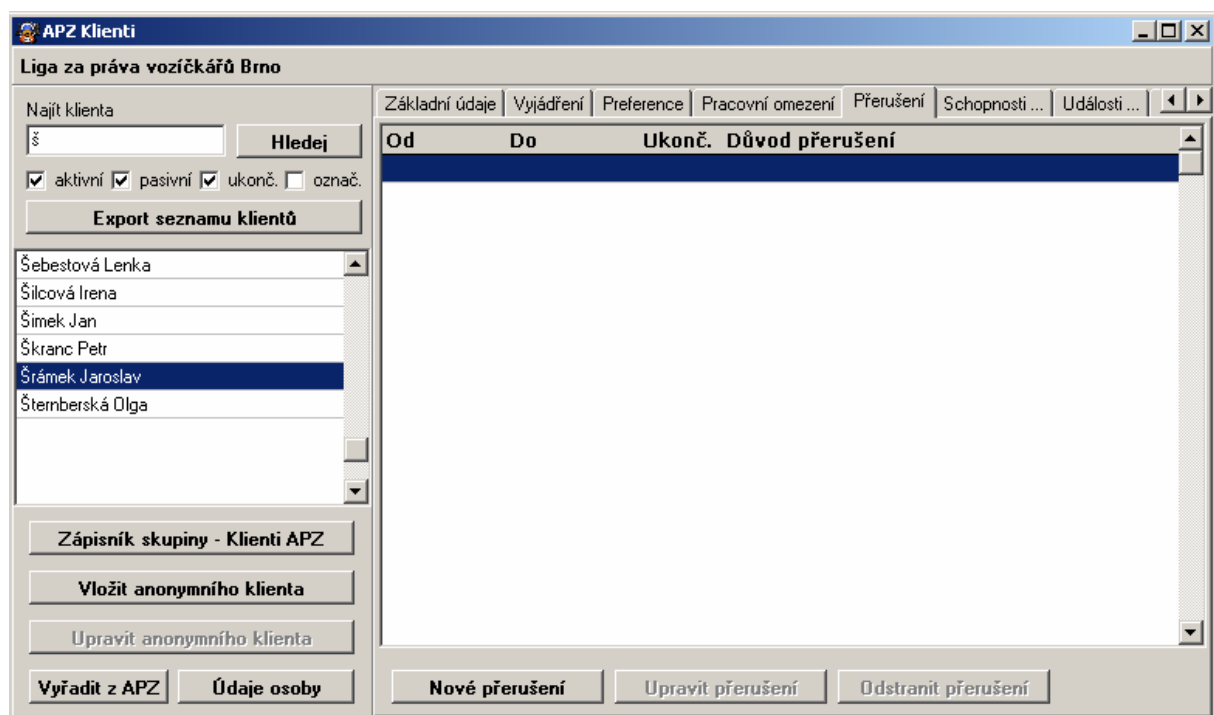 APZ Klienti
Liga za práva vozíčkářů Brno
Najít klienta
š
Hledej
aktivní pasivní ukonč. označ.
Export seznamu klientů
Šebestová Lenka
Šilcová Irena
Šimek Jan
Škranc Petr
Šrámek Jaroslav
Šternberská Olga
Zápisník skupiny - Klienti APZ
Vložit anonymního klienta
Upravit anonymního klienta
Vyřadit z APZ Údaje osoby
Základní údaje Vyjádření Preference Pracovní omezení Přerušení Schopnosti ... Události ...
Od Do Ukonč. Důvod přerušení
Nové přerušení Upravit přerušení Odstranit přerušení